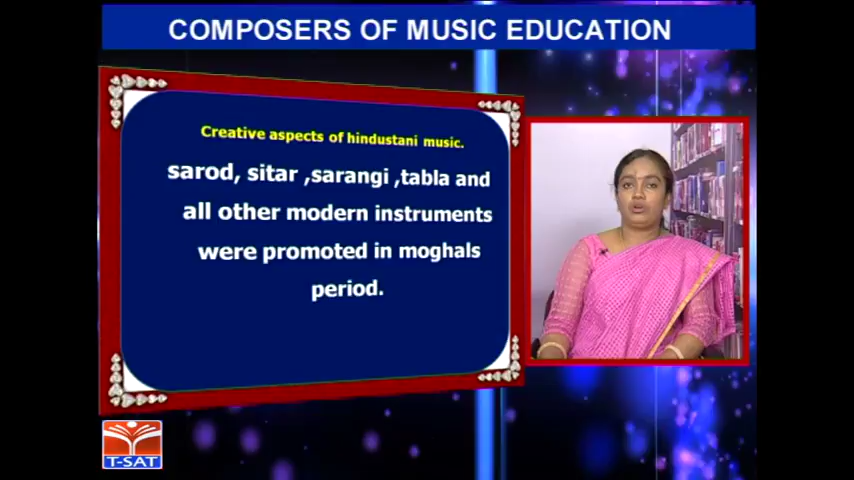 COMPOSERS OF MUSIC EDUCATION
Creative aspects of hindustani music.
sarod, sitar ,sarangi ,tabla and
all other modern instruments
were promoted in moghals
period.
T-SAT